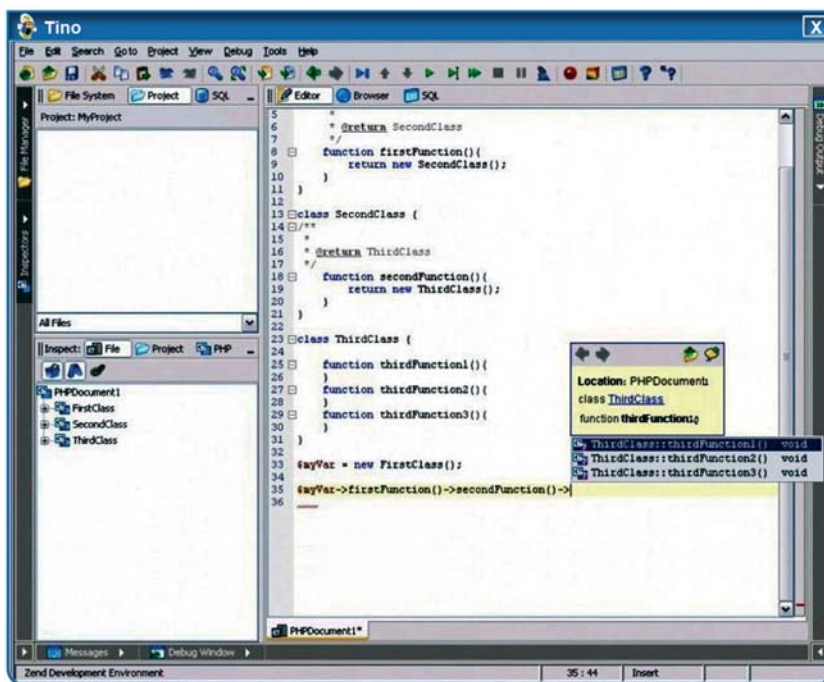 Tino
X
File Edit Search Goto Project View Debug Tools Help
File System Project SQL
Editor Browser SQL
Project: MyProject
File Manager
Inspectors
Debug Output
All Files
Inspect: File Project PHP
PHPDocument1
FirstClass
SecondClass
ThirdClass
5 *
6 * @return SecondClass
7 */
8 function firstFunction(){
9 return new SecondClass();
10 }
11 }
12
13 class SecondClass {
14 /**
15 *
16 * @return ThirdClass
17 */
18 function secondFunction(){
19 return new ThirdClass();
20 }
21 }
22
23 class ThirdClass {
24
25 function thirdFunction1(){
26 }
27 function thirdFunction2(){
28 }
29 function thirdFunction3(){
30 }
31 }
32
33 $myVar = new FirstClass();
34
35 $myVar->firstFunction()->secondFunction()->
36
Location: PHPDocument1
class ThirdClass
function thirdFunction1()
ThirdClass::thirdFunction1() void
ThirdClass::thirdFunction2() void
ThirdClass::thirdFunction3() void
PHPDocument1*
Messages Debug Window
Zend Development Environment 35:44 Insert